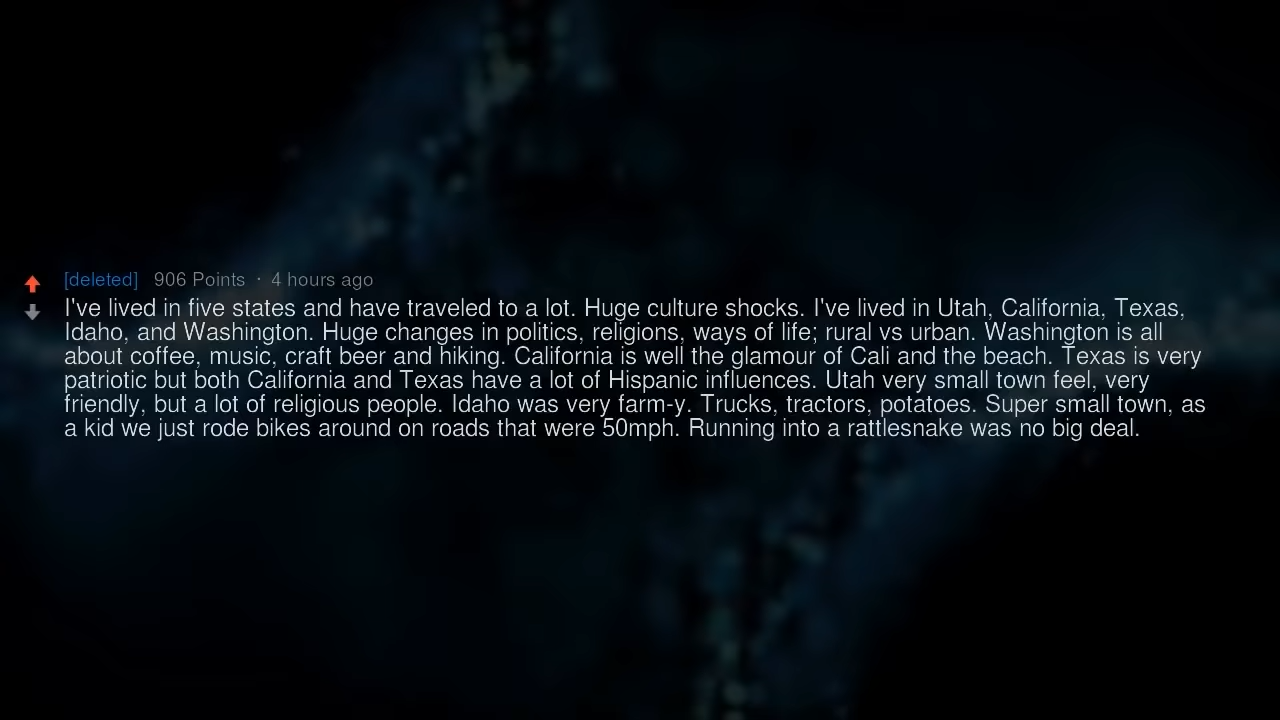 [deleted] 906 Points · 4 hours ago
I've lived in five states and have traveled to a lot. Huge culture shocks. I've lived in Utah, California, Texas,
Idaho, and Washington. Huge changes in politics, religions, ways of life; rural vs urban. Washington is all
about coffee, music, craft beer and hiking. California is well the glamour of Cali and the beach. Texas is very
patriotic but both California and Texas have a lot of Hispanic influences. Utah very small town feel, very
friendly, but a lot of religious people. Idaho was very farm-y. Trucks, tractors, potatoes. Super small town, as
a kid we just rode bikes around on roads that were 50mph. Running into a rattlesnake was no big deal.